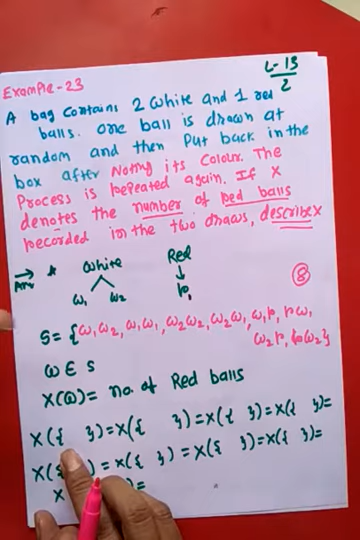 L-13
2
Example-23
A bag contains 2 white and 1 red
balls. one ball is drawn at
random and then Put back in the
box after Noting its Colour. The
Process is repeated again. If X
denotes the number of red balls
recorded in the two draws, describe X
Ans White Red
ω₁ ω₂ r₁
⑧
S={ω₁ω₂, ω₁ω₁, ω₂ω₂, ω₂ω₁, ω₁r, rω,
ω₂r, rω₂}
ω ∈ S
X(ω)= no. of Red balls
X({ })=X({ })=X({ })=X({ })=
X({ })=X({ })=X({ })=X({ })=
X =